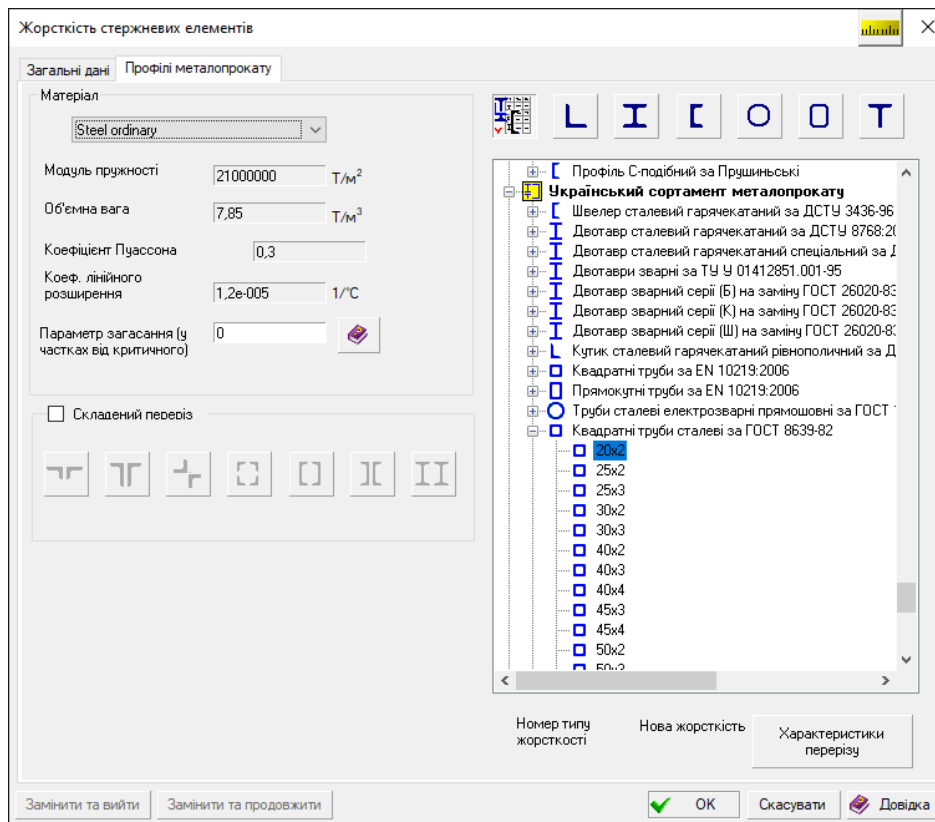 Жорсткість стержневих елементів
Загальні дані
Профілі металопрокату
Матеріал
Steel ordinary
Модуль пружності
21000000
Т/м²
Об'ємна вага
7,85
Т/м³
Коефіцієнт Пуассона
0,3
Коеф. лінійного
розширення
1,2e-005
1/°C
Параметр загасання (у
частках від критичного)
0
Складений переріз
Профіль С-подібний за Прушиньські
Український сортамент металопрокату
Швелер сталевий гарячекатаний за ДСТУ 3436-96
Двотавр сталевий гарячекатаний за ДСТУ 8768:20
Двотавр сталевий гарячекатаний спеціальний за Д
Двотаври зварні за ТУ У 01412851.001-95
Двотавр зварний серії (Б) на заміну ГОСТ 26020-83
Двотавр зварний серії (К) на заміну ГОСТ 26020-83
Двотавр зварний серії (Ш) на заміну ГОСТ 26020-83
Кутик сталевий гарячекатаний рівнополичний за Д
Квадратні труби за EN 10219:2006
Прямокутні труби за EN 10219:2006
Труби сталеві електрозварні прямошовні за ГОСТ
Квадратні труби сталеві за ГОСТ 8639-82
20x2
25x2
25x3
30x2
30x3
40x2
40x3
40x4
45x3
45x4
50x2
50x3
Номер типу
жорсткості
Нова жорсткість
Характеристики
перерізу
Замінити та вийти
Замінити та продовжити
OK
Скасувати
Довідка